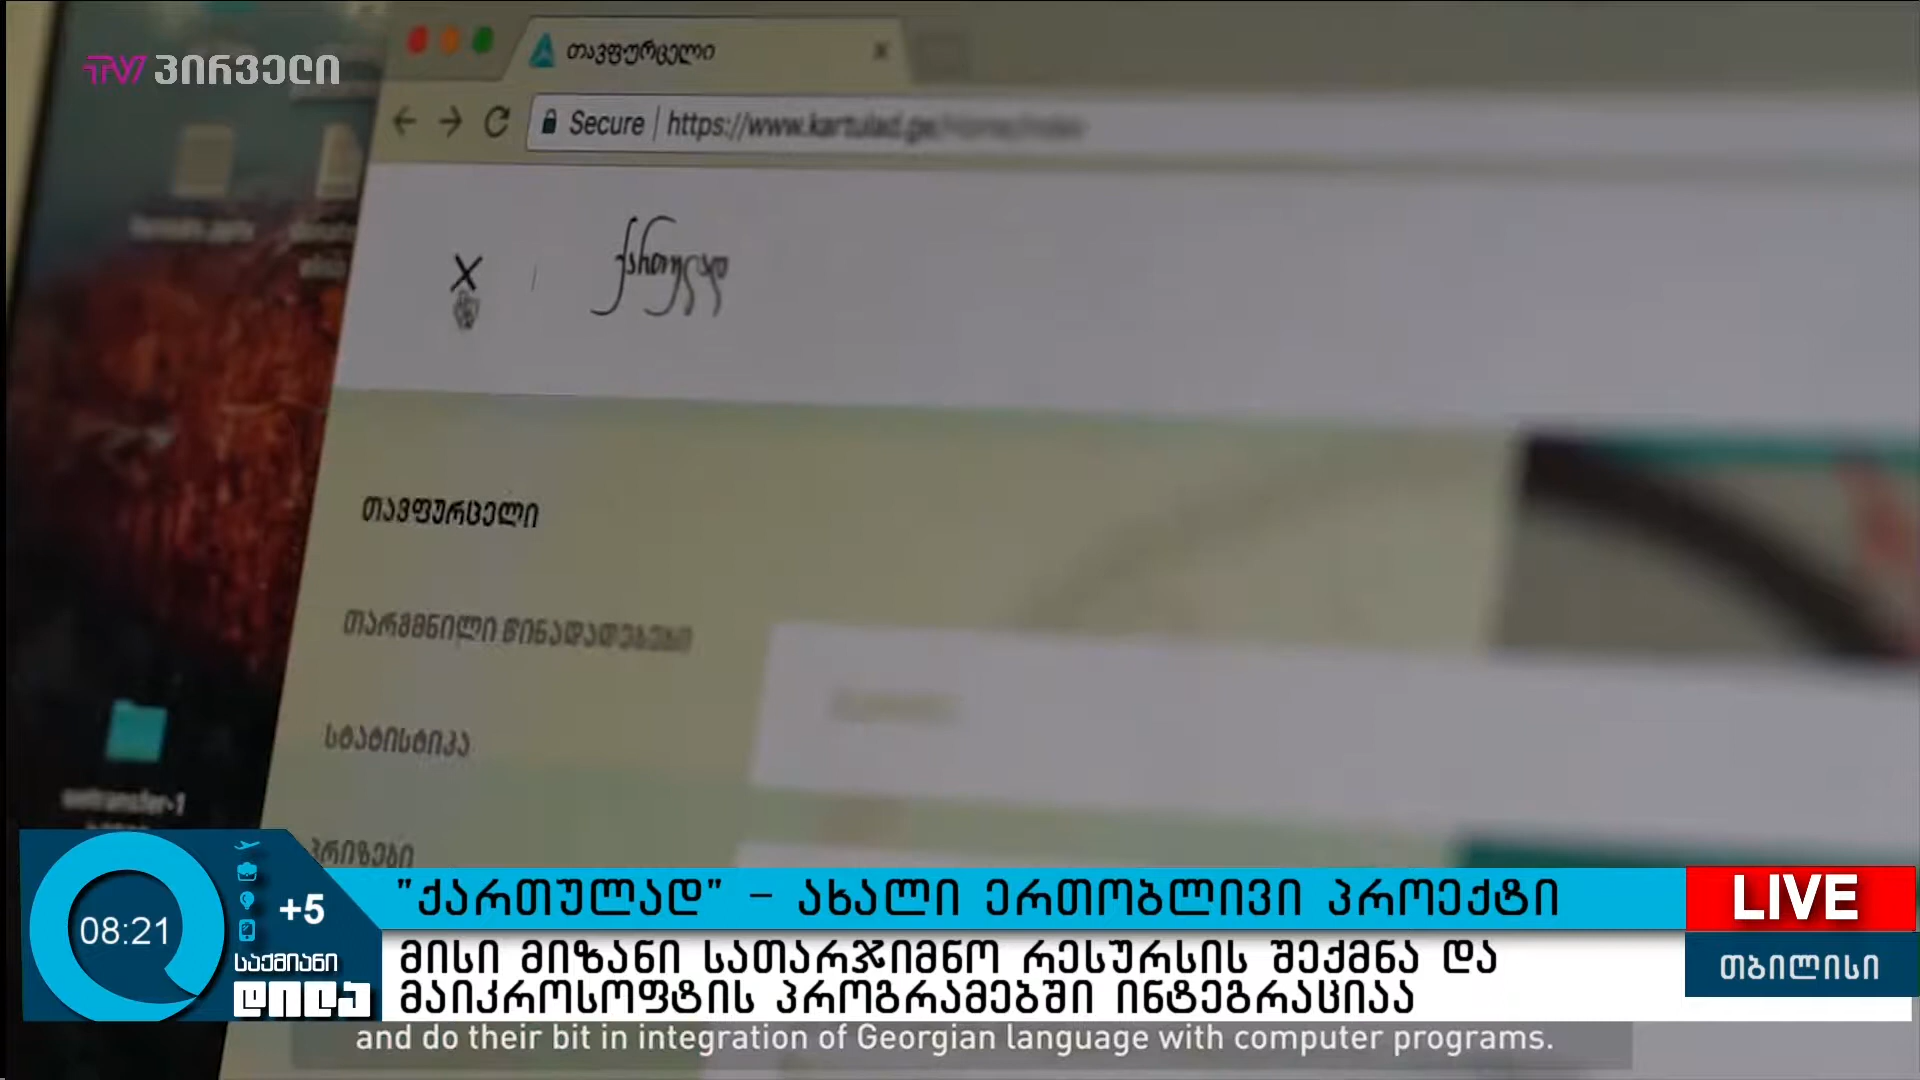 TV პირველი
თავფურცელი
Secure | https://www.kartulad.ge
ქართულად
თავფურცელი
თარგმნილი წინადადებები
სტატისტიკა
პრიზები
08:21
+5
საქმიანი
დილა
"ქართულად" - ახალი ერთობლივი პროექტი
მისი მიზანი სათარჯიმნო რესურსის შექმნა და
მაიკროსოფტის პროგრამებში ინტეგრაციაა
LIVE
თბილისი
and do their bit in integration of Georgian language with computer programs.